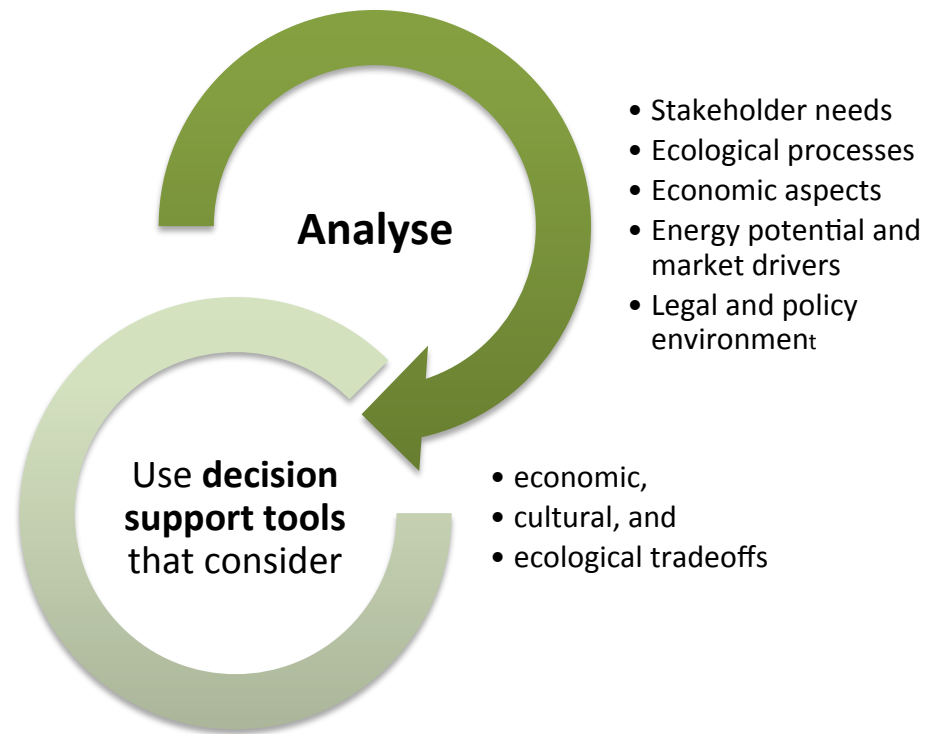 Analyse
• Stakeholder needs
• Ecological processes
• Economic aspects
• Energy potential and
market drivers
• Legal and policy
environment
Use decision
support tools
that consider
• economic,
• cultural, and
• ecological tradeoffs